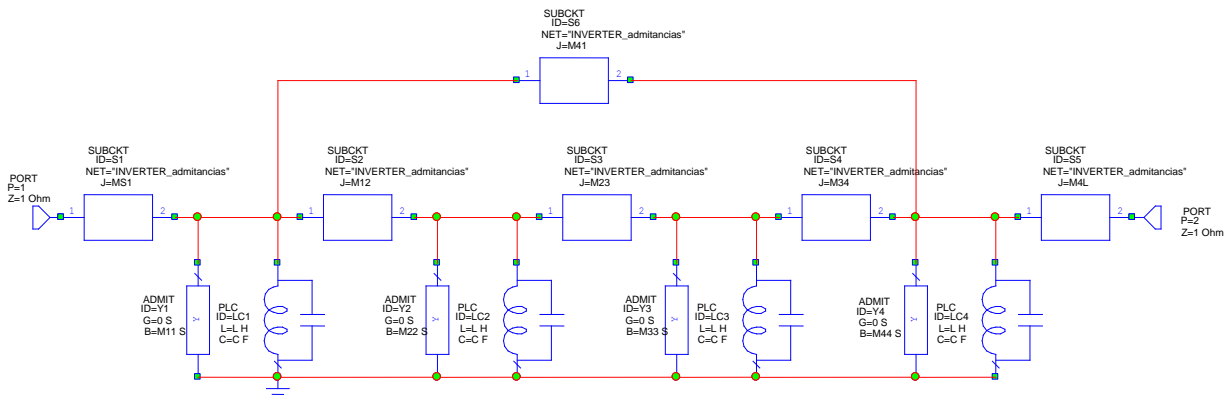 SUBCKT
ID=S6
NET="INVERTER_admitancias"
J=M41
1
2
SUBCKT
ID=S1
NET="INVERTER_admitancias"
J=MS1
SUBCKT
ID=S2
NET="INVERTER_admitancias"
J=M12
SUBCKT
ID=S3
NET="INVERTER_admitancias"
J=M23
SUBCKT
ID=S4
NET="INVERTER_admitancias"
J=M34
SUBCKT
ID=S5
NET="INVERTER_admitancias"
J=M4L
PORT
P=1
Z=1 Ohm
1
2
1
2
1
2
1
2
1
2
PORT
P=2
Z=1 Ohm
ADMIT
ID=Y1
G=0 S
B=M11 S
Y
PLC
ID=LC1
L=L H
C=C F
ADMIT
ID=Y2
G=0 S
B=M22 S
Y
PLC
ID=LC2
L=L H
C=C F
ADMIT
ID=Y3
G=0 S
B=M33 S
Y
PLC
ID=LC3
L=L H
C=C F
ADMIT
ID=Y4
G=0 S
B=M44 S
Y
PLC
ID=LC4
L=L H
C=C F